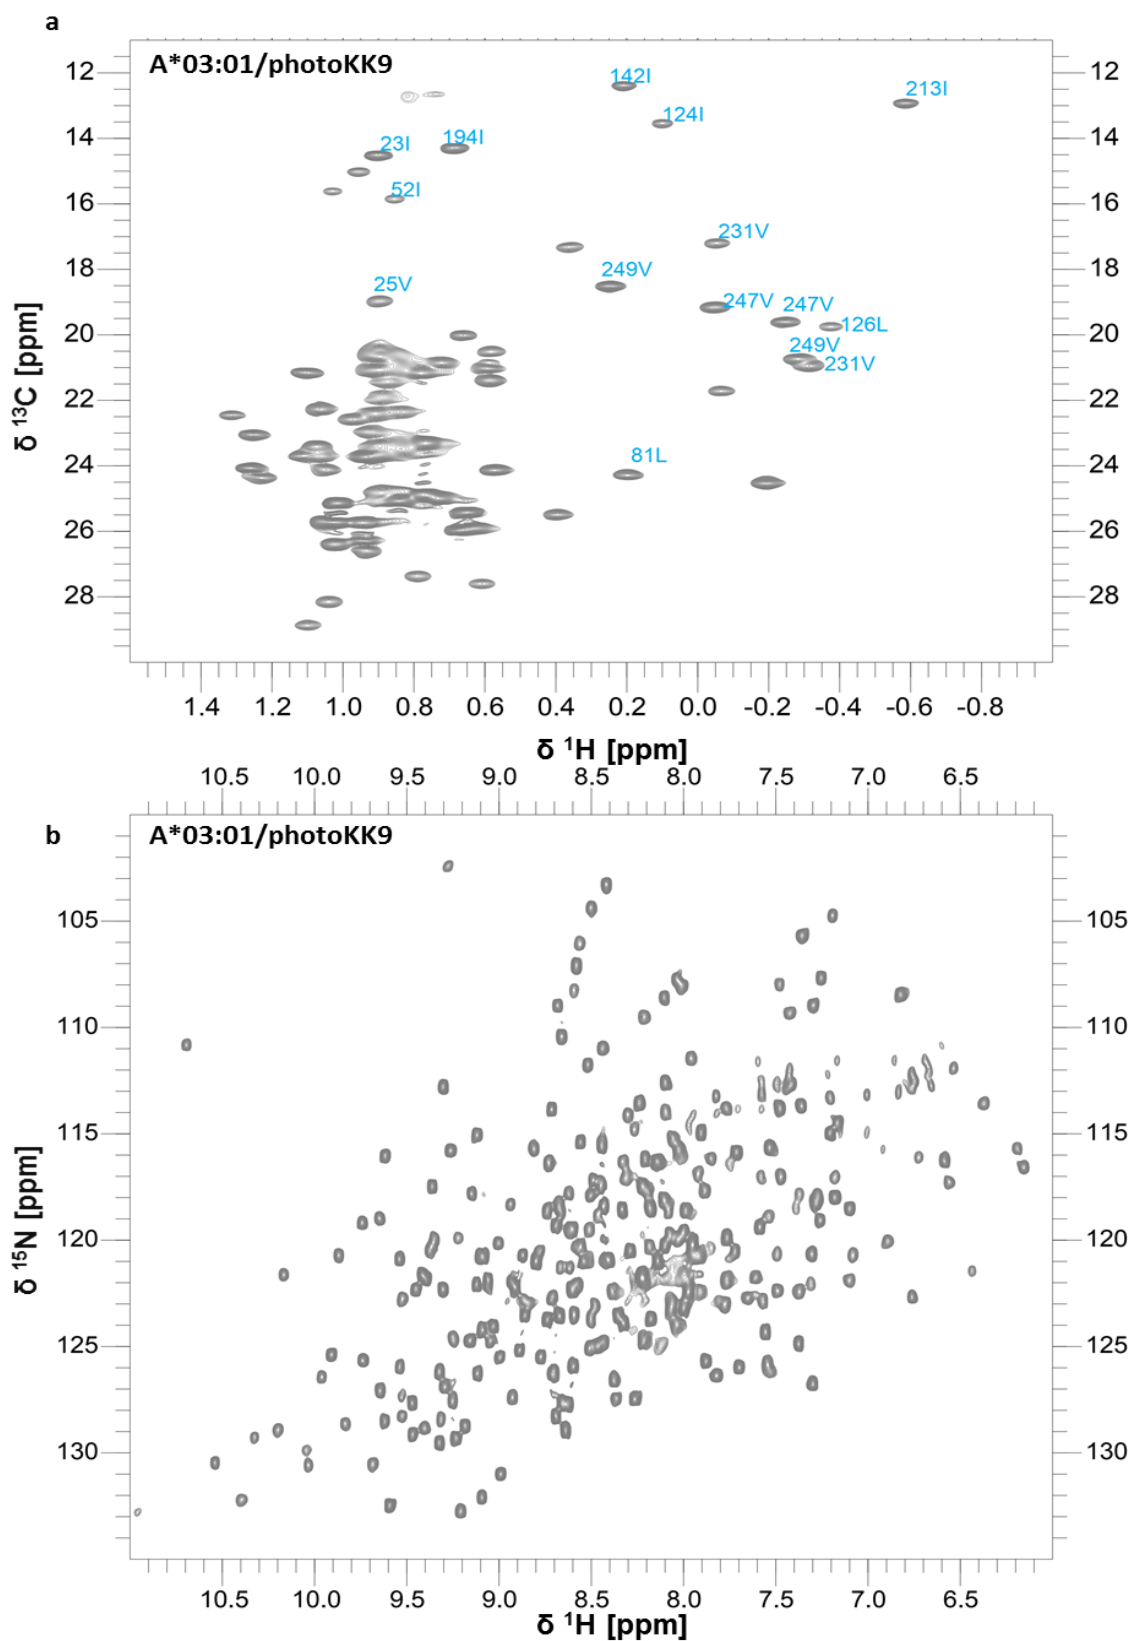 a
A*03:01/photoKK9
12 142I 12
213I
124I
14 23I 194I 14
52I
16 16
231V
18 249V 18
25V
247V 247V
20 126L 20
249V
231V
22 22
81L
24 24
26 26
28 28
δ ¹³C [ppm]
1.4 1.2 1.0 0.8 0.6 0.4 0.2 0.0 -0.2 -0.4 -0.6 -0.8
δ ¹H [ppm]
10.5 10.0 9.5 9.0 8.5 8.0 7.5 7.0 6.5
b
A*03:01/photoKK9
105 105
110 110
115 115
120 120
125 125
130 130
δ ¹⁵N [ppm]
10.5 10.0 9.5 9.0 8.5 8.0 7.5 7.0 6.5
δ ¹H [ppm]